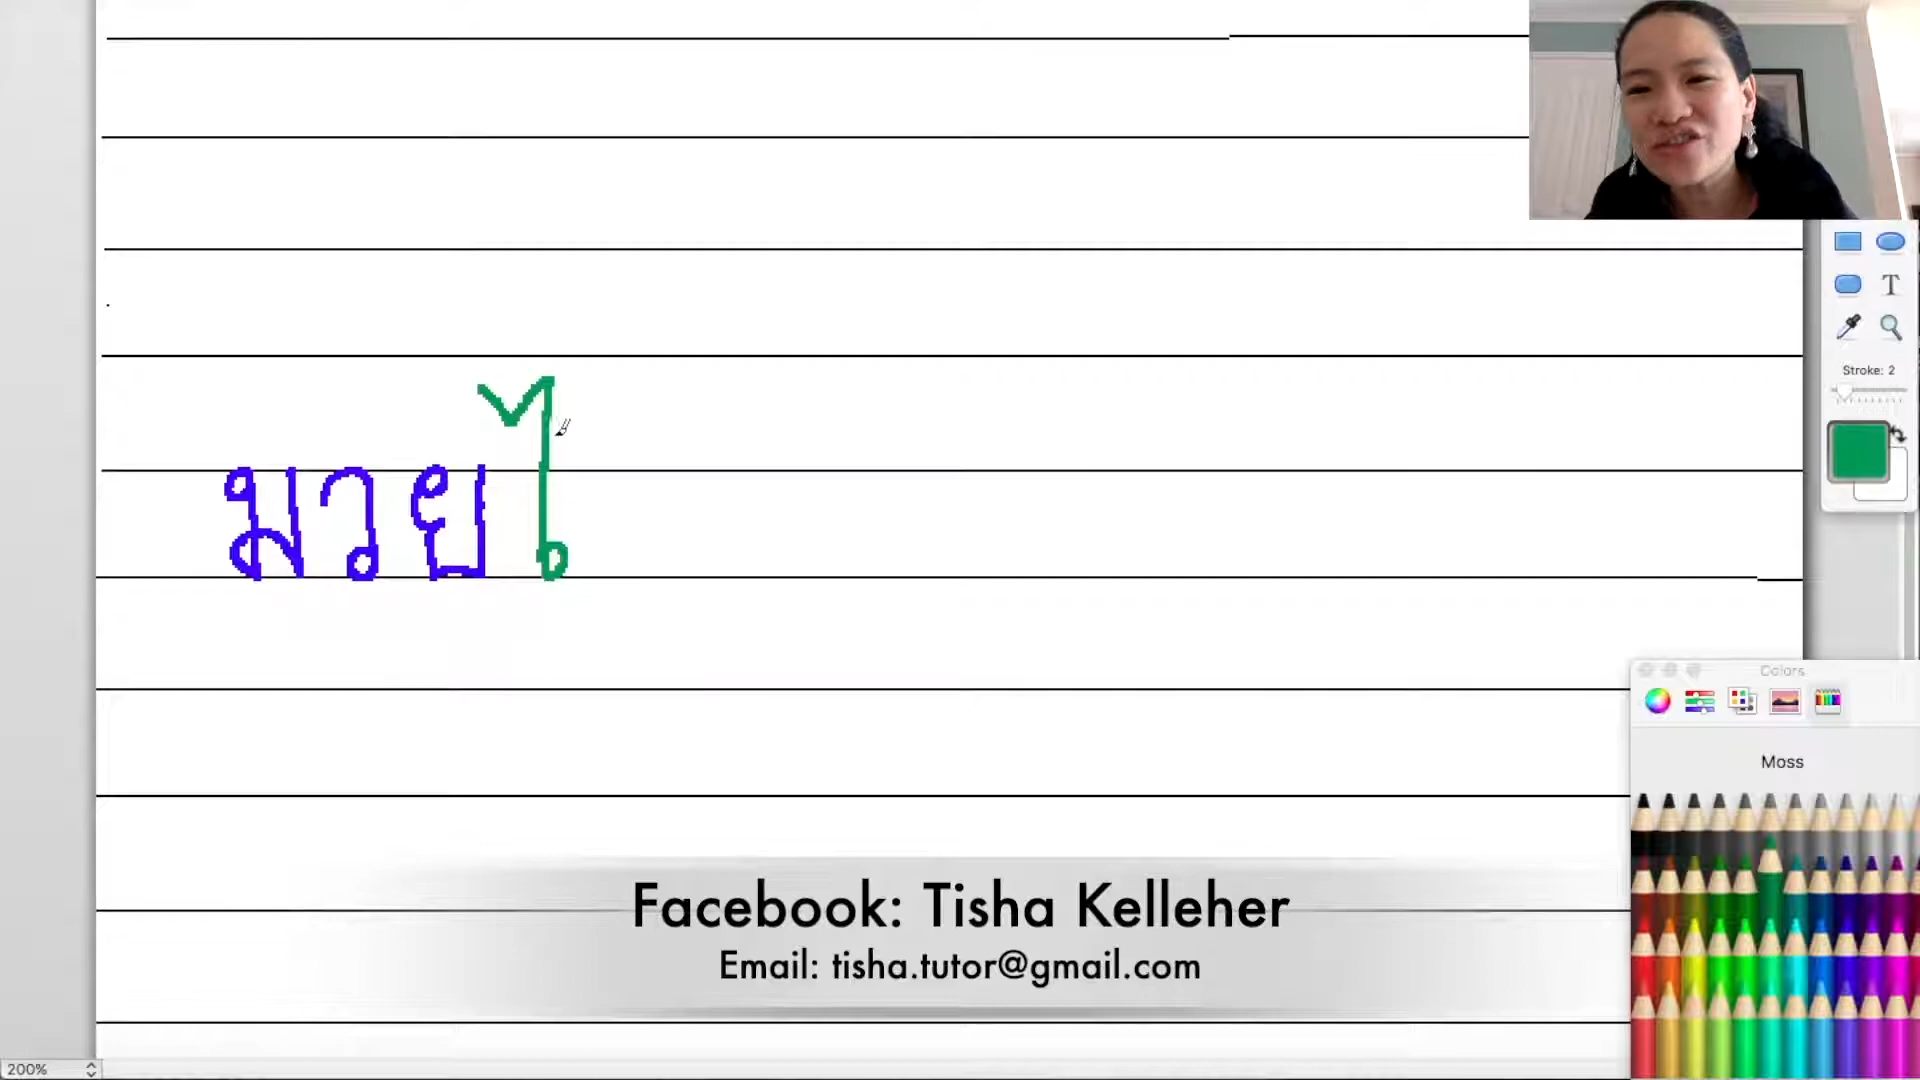 มวยไ
Stroke: 2
Colors
Moss
Facebook: Tisha Kelleher
Email: tisha.tutor@gmail.com
200%